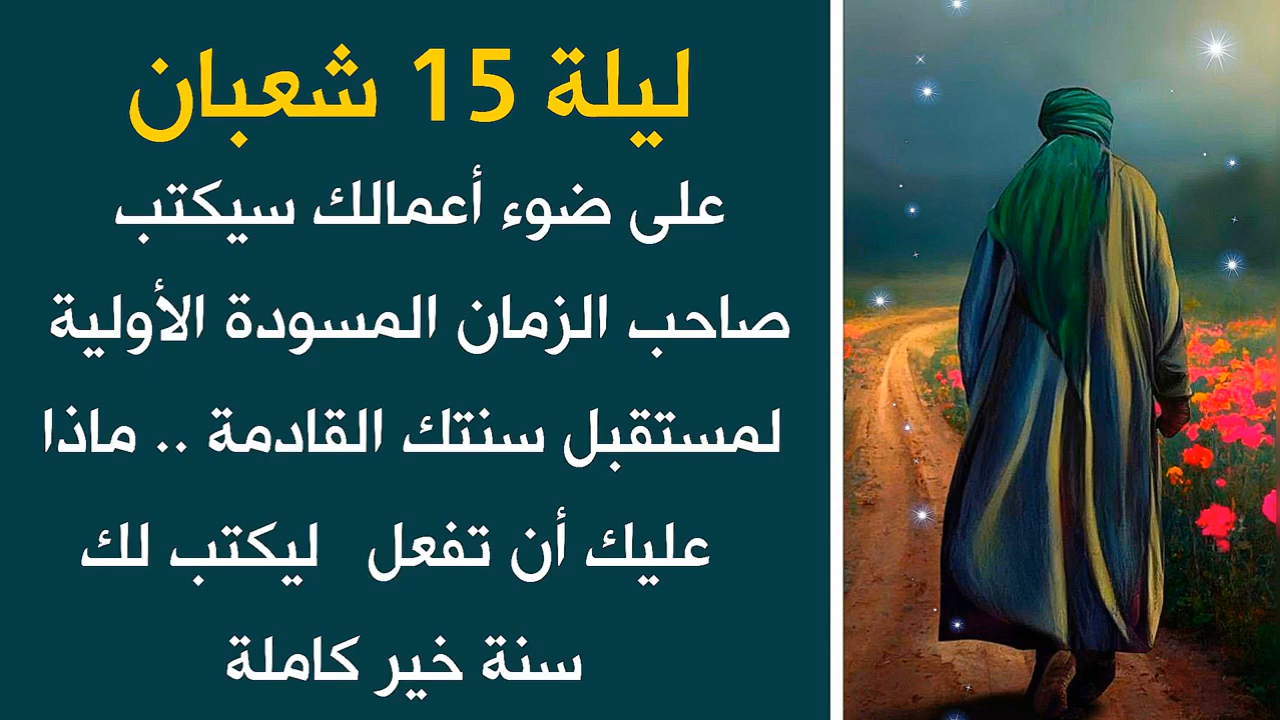 ليلة 15 شعبان
على ضوء أعمالك سيكتب
صاحب الزمان المسودة الأولية
لمستقبل سنتك القادمة .. ماذا
عليك أن تفعل ليكتب لك
سنة خير كاملة